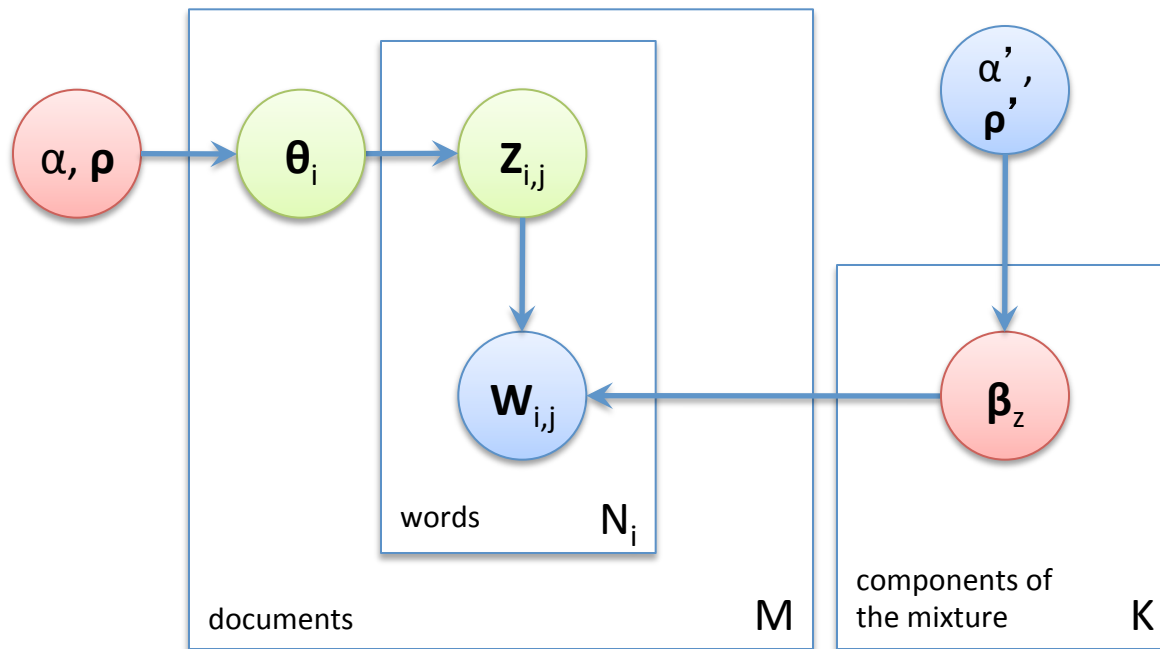 α, ρ
θi
Zi,j
α’ ,
ρ’
Wi,j
βz
words
Ni
documents
M
components of
the mixture
K